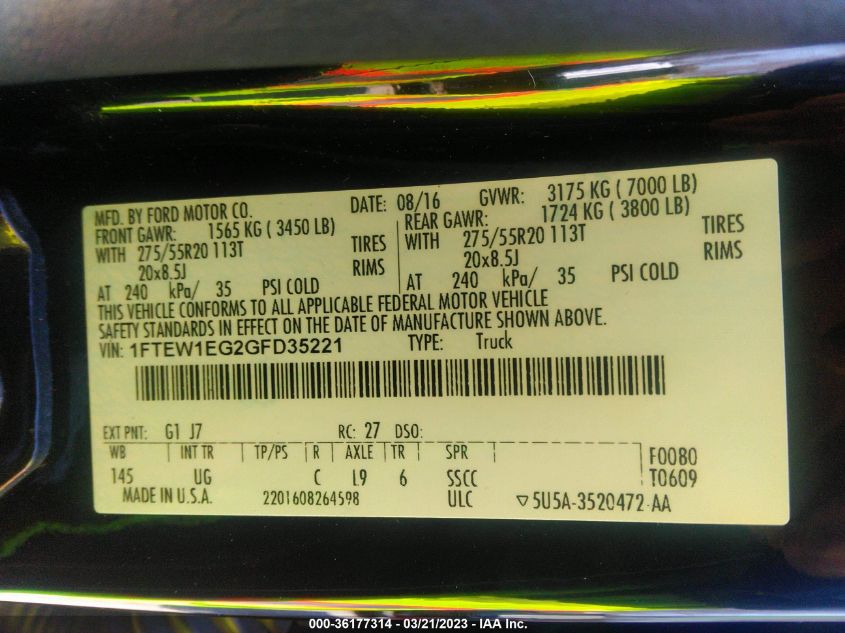 MFD. BY FORD MOTOR CO. DATE: 08/16 GVWR: 3175 KG ( 7000 LB)
FRONT GAWR: 1565 KG ( 3450 LB) REAR GAWR: 1724 KG ( 3800 LB)
WITH 275/55R20 113T TIRES WITH 275/55R20 113T TIRES
20x8.5J RIMS 20x8.5J RIMS
AT 240 kPa/ 35 PSI COLD AT 240 kPa/ 35 PSI COLD
THIS VEHICLE CONFORMS TO ALL APPLICABLE FEDERAL MOTOR VEHICLE
SAFETY STANDARDS IN EFFECT ON THE DATE OF MANUFACTURE SHOWN ABOVE.
VIN: 1FTEW1EG2GFD35221 TYPE: Truck
EXT PNT: G1 J7 RC: 27 DSO:
WB INT TR TP/PS R AXLE TR SPR F0080
145 UG C L9 6 SSCC T0609
MADE IN U.S.A. 2201608264598 ULC ▽5U5A-3520472-AA
000-36177314 - 03/21/2023 - IAA Inc.